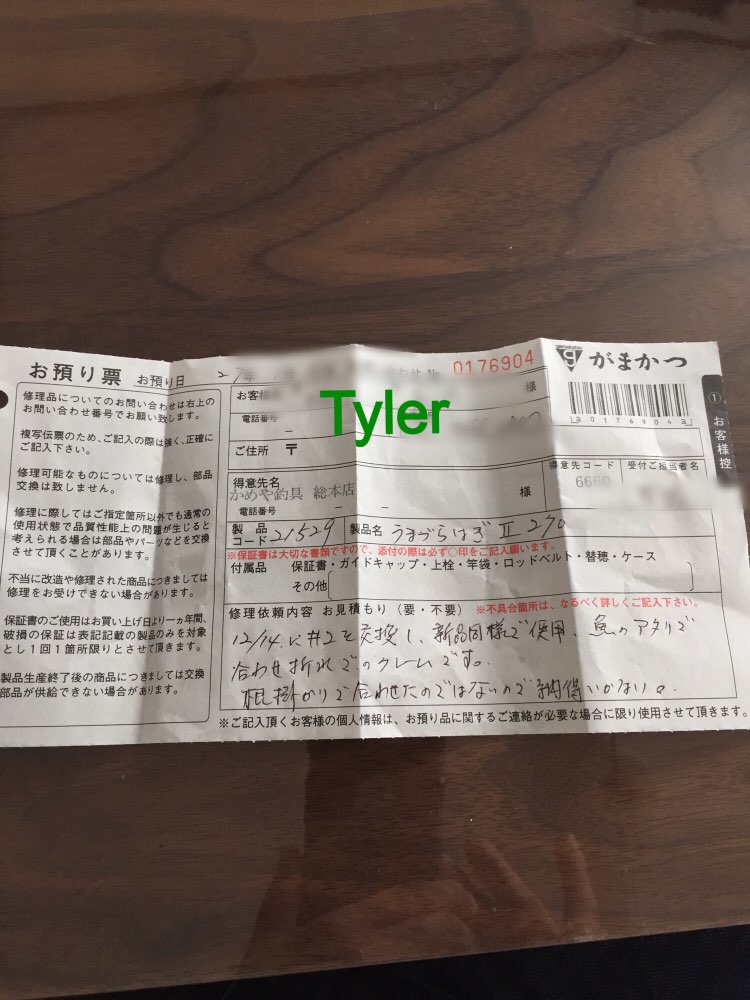 お預り票
お預り日
27年
0176904
がまかつ
修理品についてのお問い合わせは右上の
お問い合わせ番号でお願い致します。
複写伝票のため、ご記入の際は強く、正確に
ご記入下さい。
修理可能なものについては修理し、部品
交換は致しません。
修理に際してはご指定箇所以外でも通常の
使用状態で品質性能上の問題が生じると
考えられる場合は部品やパーツなどを交換
させて頂くことがあります。
不当に改造や修理された商品につきましては
修理をお受けできない場合があります。
保証書のご使用はお買い上げ日より一ヵ年間、
破損の保証は表記記載の製品のみを対象
とし1回1箇所限りとさせて頂きます。
製品生産終了後の商品につきましては交換
部品が供給できない場合があります。
お客様
様
Tyler
電話番号
ご住所 〒
a0176904a
① お客様控
得意先名
かめや釣具 総本店
様
電話番号
得意先コード 受付ご担当者名
6660
製品コード 21529 製品名 うまづらはぎ Ⅱ 270
※保証書は大切な書類ですので、添付の際は必ず○印をご記入願います。
付属品 保証書・ガイドキャップ・上栓・竿袋・ロッドベルト・替穂・ケース
その他
修理依頼内容 お見積もり（要・不要） ※不具合箇所は、なるべく詳しくご記入下さい。
12/14に#2を交換し、新品同様で使用、魚のアタリで
合わせ折れでのクレームです。
根掛かりで合わせたのではないので納得いかない。
※ご記入頂くお客様の個人情報は、お預り品に関するご連絡が必要な場合に限り使用させて頂きます。